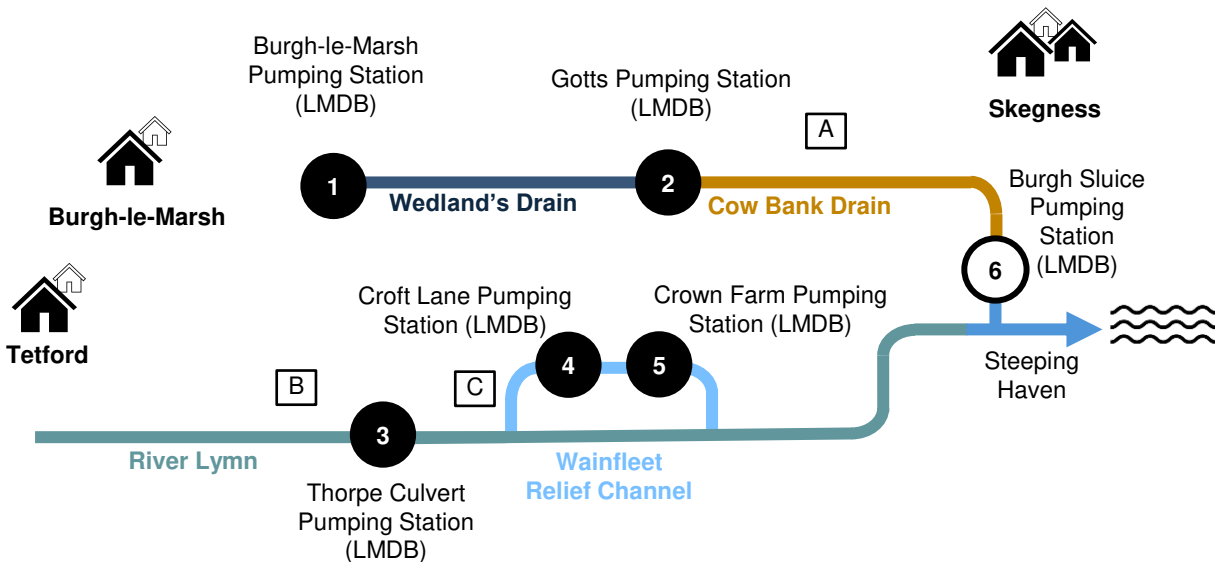 Burgh-le-Marsh
Pumping Station
(LMDB)
Gotts Pumping Station
(LMDB)
A
Skegness
Burgh-le-Marsh
1
Wedland's Drain
2
Cow Bank Drain
Burgh Sluice
Pumping
Station
(LMDB)
6
Tetford
Croft Lane Pumping
Station (LMDB)
Crown Farm Pumping
Station (LMDB)
4
5
Steeping
Haven
B
C
3
River Lymn
Wainfleet
Relief Channel
Thorpe Culvert
Pumping Station
(LMDB)